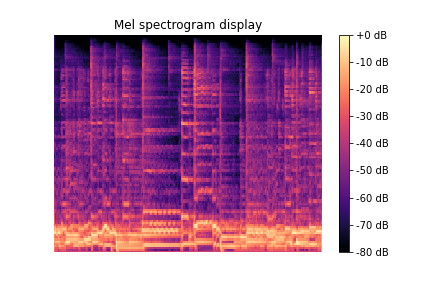 Mel spectrogram display
+0 dB
-10 dB
-20 dB
-30 dB
-40 dB
-50 dB
-60 dB
-70 dB
-80 dB